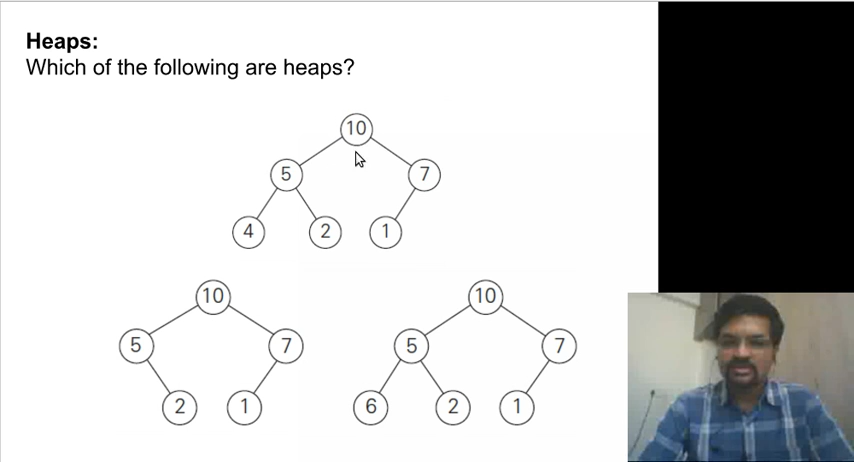 Heaps:
Which of the following are heaps?
10
5 7
4 2 1
10 10
5 7 5 7
2 1 6 2 1